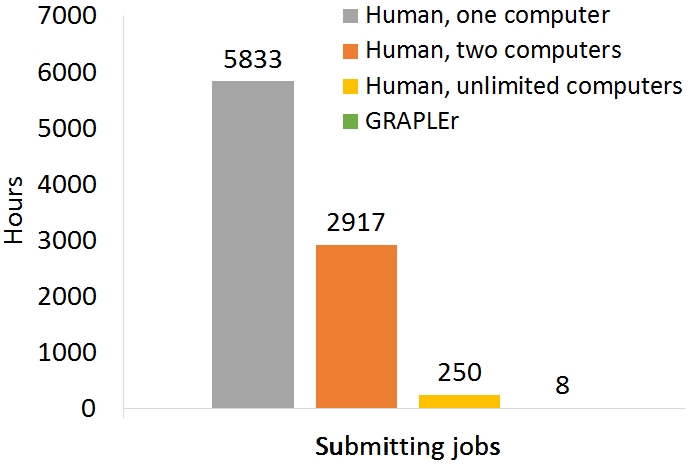 7000
6000
5000
4000
3000
2000
1000
0
Hours
Human, one computer
Human, two computers
Human, unlimited computers
GRAPLEr
5833
2917
250
8
Submitting jobs